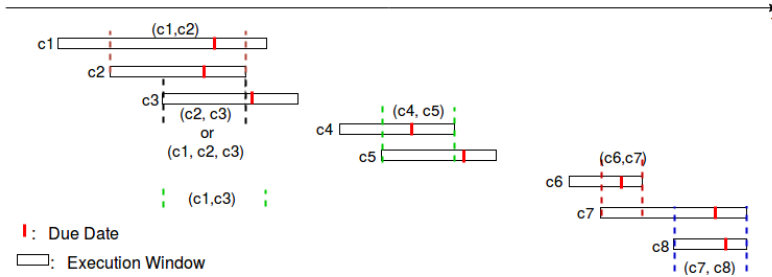 (c1,c2)
c1
c2
c3
(c2, c3)
or
(c1, c2, c3)
(c4, c5)
c4
c5
(c6,c7)
c6
c7
(c1,c3)
c8
: Due Date
: Execution Window
(c7, c8)